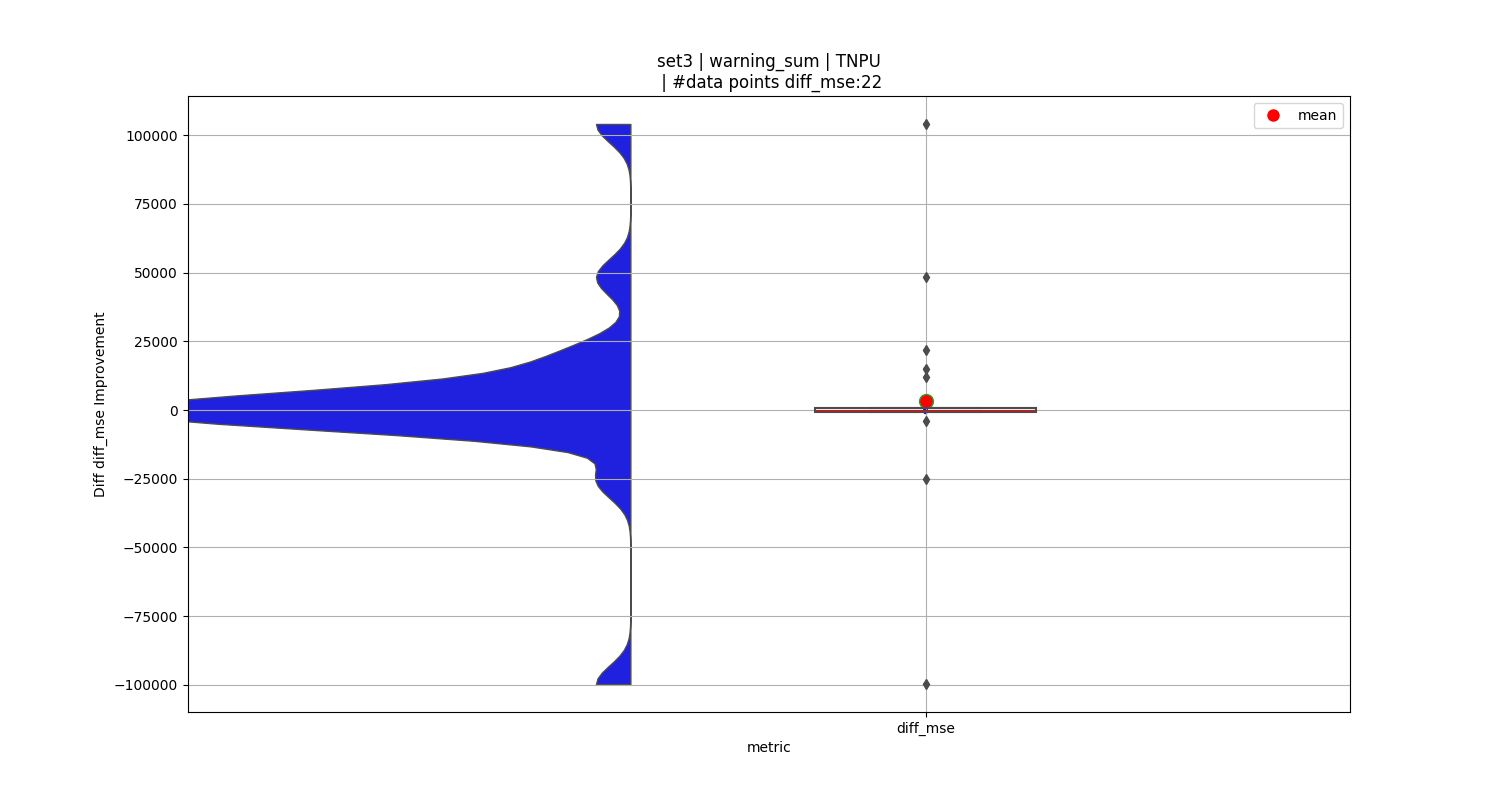 set3 | warning_sum | TNPU
| #data points diff_mse:22
mean
100000
75000
50000
25000
0
−25000
−50000
−75000
−100000
Diff diff_mse Improvement
diff_mse
metric